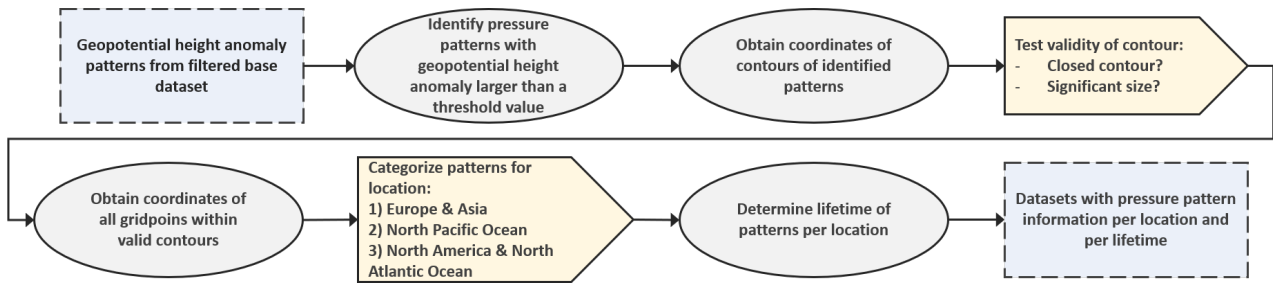 Geopotential height anomaly
patterns from filtered base
dataset
Identify pressure
patterns with
geopotential height
anomaly larger than a
threshold value
Obtain coordinates of
contours of identified
patterns
Test validity of contour:
- Closed contour?
- Significant size?
Obtain coordinates of
all gridpoins within
valid contours
Categorize patterns for
location:
1) Europe & Asia
2) North Pacific Ocean
3) North America & North
Atlantic Ocean
Determine lifetime of
patterns per location
Datasets with pressure pattern
information per location and
per lifetime